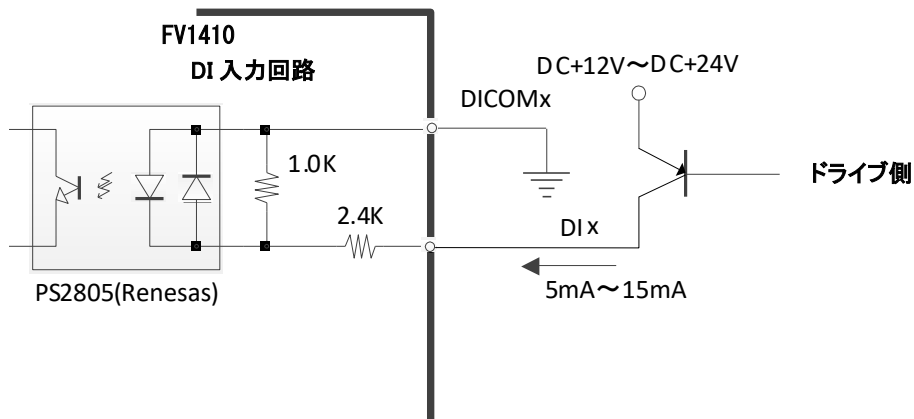 FV1410
DI 入力回路
DC+12V～DC+24V
DICOMx
1.0K
ドライブ側
2.4K
DIx
5mA～15mA
PS2805(Renesas)